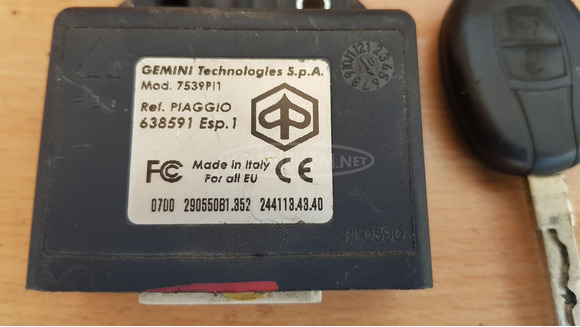 GEMINI Technologies S.p.A.
Mod. 7539PI1
Ref. PIAGGIO
638591 Esp.1
FC
Made in Italy
For all EU
CE
0700 290550B1.352 244113.43.40